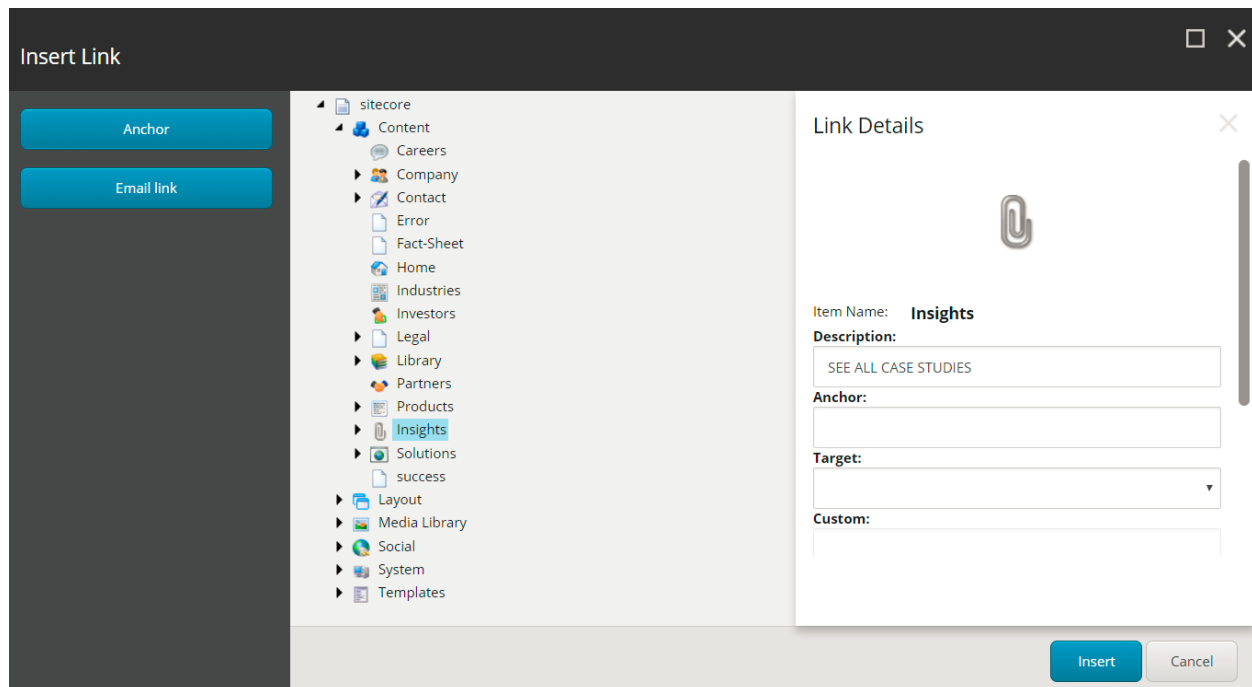 Insert Link
Anchor
Email link
sitecore
Content
Careers
Company
Contact
Error
Fact-Sheet
Home
Industries
Investors
Legal
Library
Partners
Products
Insights
Solutions
success
Layout
Media Library
Social
System
Templates
Link Details
Item Name: Insights
Description:
SEE ALL CASE STUDIES
Anchor:
Target:
Custom:
Insert
Cancel